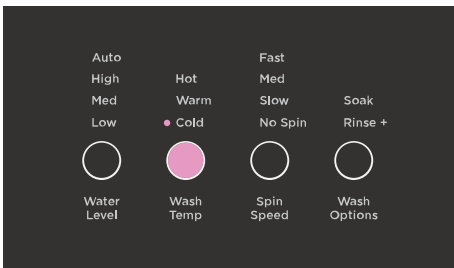 Auto
High
Med
Low
Hot
Warm
Cold
Fast
Med
Slow
No Spin
Soak
Rinse +
Water
Level
Wash
Temp
Spin
Speed
Wash
Options